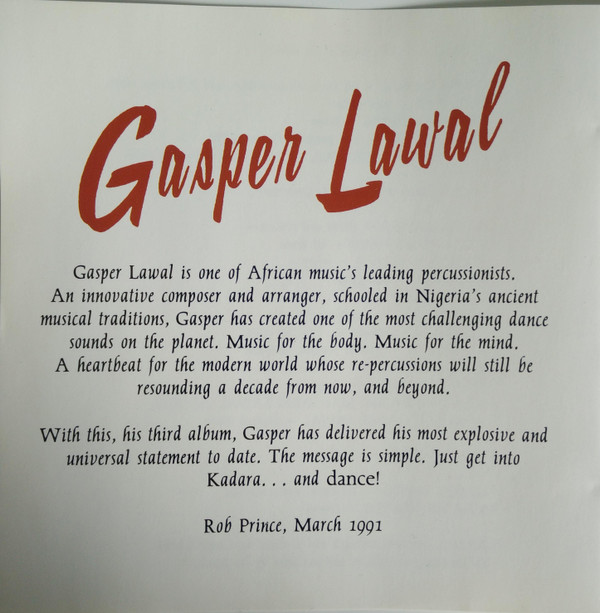 Gasper Lawal
Gasper Lawal is one of African music's leading percussionists.
An innovative composer and arranger, schooled in Nigeria's ancient
musical traditions, Gasper has created one of the most challenging dance
sounds on the planet. Music for the body. Music for the mind.
A heartbeat for the modern world whose re-percussions will still be
resounding a decade from now, and beyond.
With this, his third album, Gasper has delivered his most explosive and
universal statement to date. The message is simple. Just get into
Kadara. . . and dance!
Rob Prince, March 1991